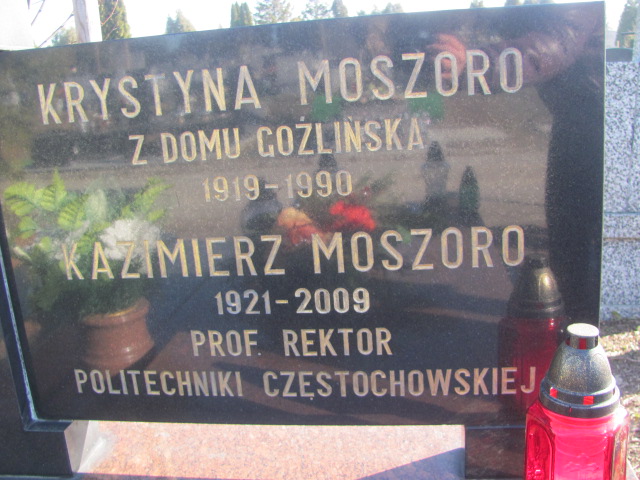 KRYSTYNA MOSZORO
Z DOMU GOŹLIŃSKA
1919-1990
KAZIMIERZ MOSZORO
1921-2009
PROF. REKTOR
POLITECHNIKI CZĘSTOCHOWSKIEJ